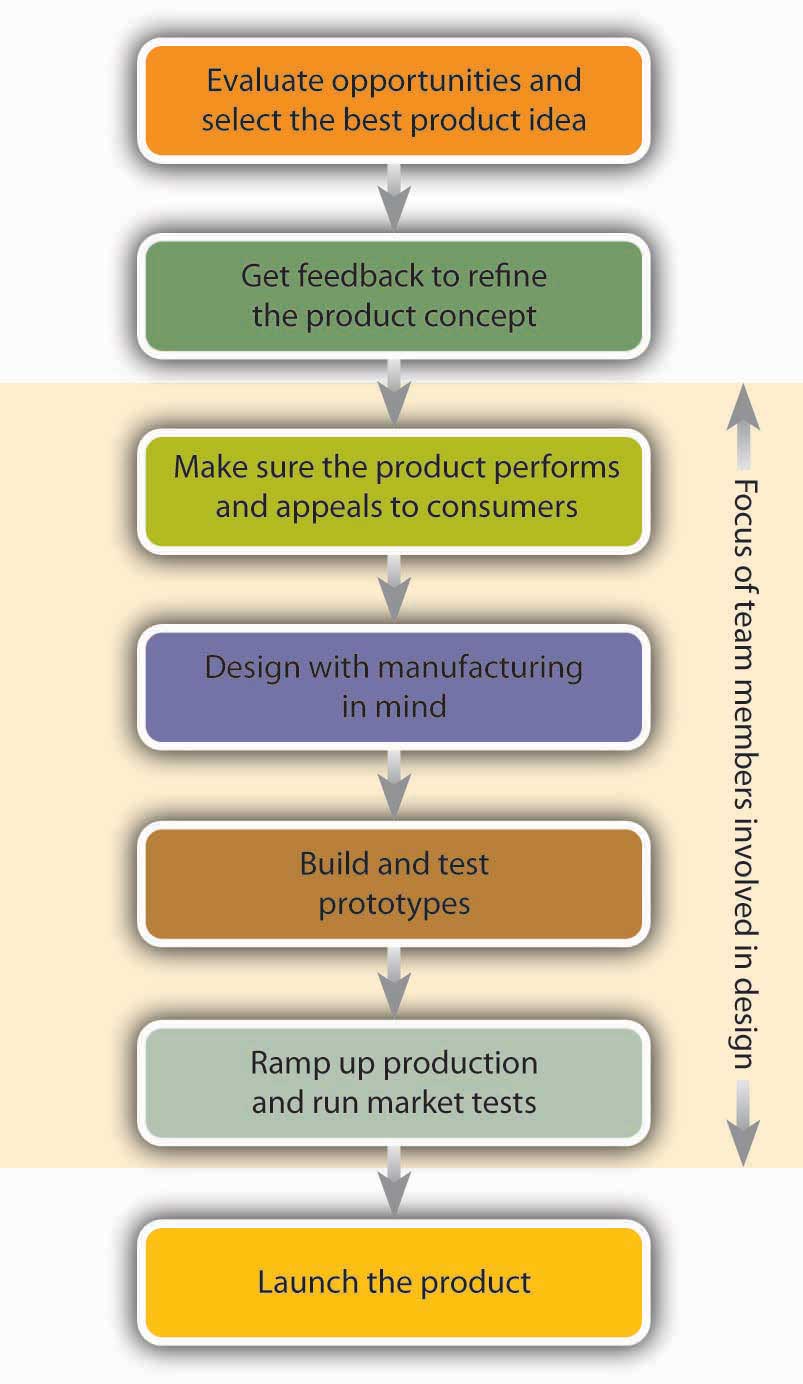 Evaluate opportunities and
select the best product idea
Get feedback to refine
the product concept
Make sure the product performs
and appeals to consumers
Design with manufacturing
in mind
Build and test
prototypes
Ramp up production
and run market tests
Launch the product
Focus of team members involved in design